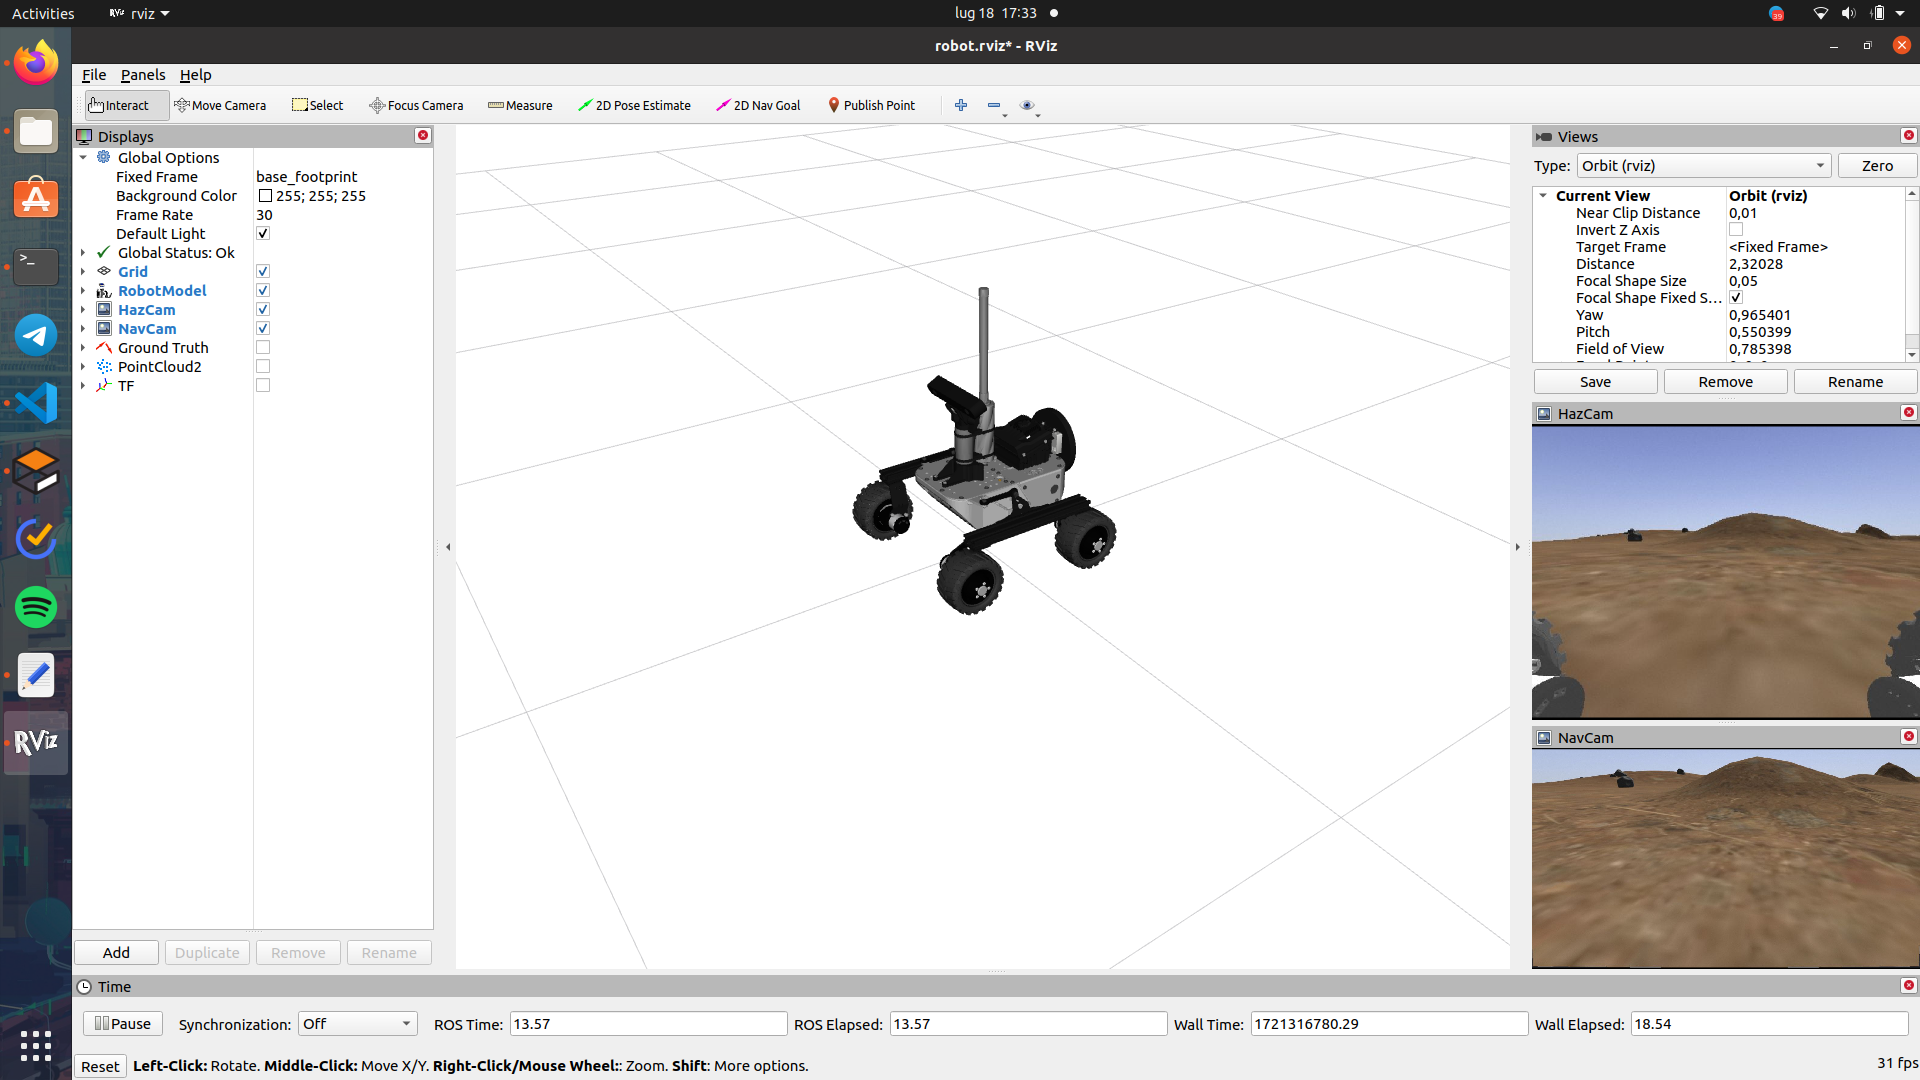 Activities RViz rviz lug 18 17:33 39
robot.rviz* - RViz
File Panels Help
Interact Move Camera Select Focus Camera Measure 2D Pose Estimate 2D Nav Goal Publish Point
Displays
Global Options
Fixed Frame base_footprint
Background Color 255; 255; 255
Frame Rate 30
Default Light
Global Status: Ok
Grid
RobotModel
HazCam
NavCam
Ground Truth
PointCloud2
TF
Add Duplicate Remove Rename
Views
Type: Orbit (rviz) Zero
Current View Orbit (rviz)
Near Clip Distance 0,01
Invert Z Axis
Target Frame <Fixed Frame>
Distance 2,32028
Focal Shape Size 0,05
Focal Shape Fixed S...
Yaw 0,965401
Pitch 0,550399
Field of View 0,785398
Save Remove Rename
HazCam
NavCam
RViz
Time
Pause Synchronization: Off ROS Time: 13.57 ROS Elapsed: 13.57 Wall Time: 1721316780.29 Wall Elapsed: 18.54
Reset Left-Click: Rotate. Middle-Click: Move X/Y. Right-Click/Mouse Wheel:: Zoom. Shift: More options. 31 fps